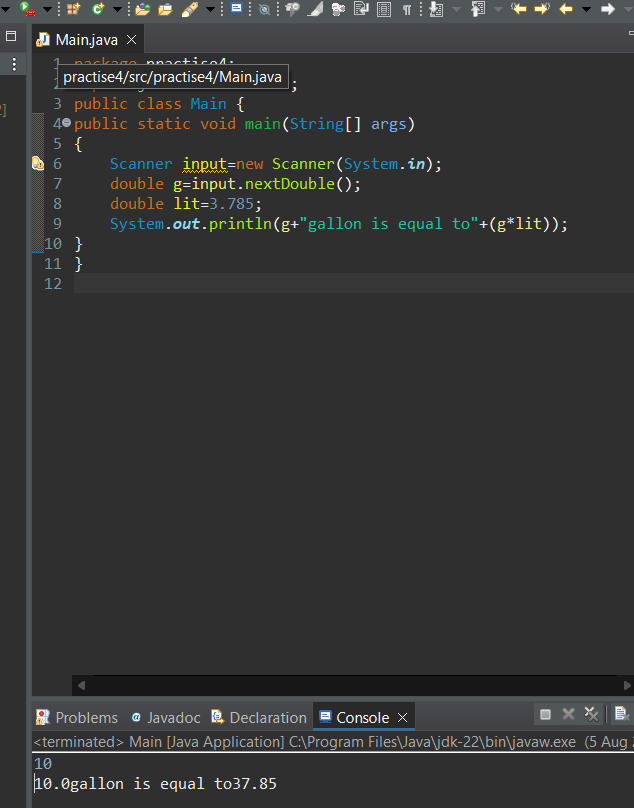 Main.java
1 package practise4;
practise4/src/practise4/Main.java
2 ;
3 public class Main {
4 public static void main(String[] args)
5 {
6 Scanner input=new Scanner(System.in);
7 double g=input.nextDouble();
8 double lit=3.785;
9 System.out.println(g+"gallon is equal to"+(g*lit));
10 }
11 }
12
Problems @ Javadoc Declaration Console
<terminated> Main [Java Application] C:\Program Files\Java\jdk-22\bin\javaw.exe (5 Aug
10
10.0gallon is equal to37.85